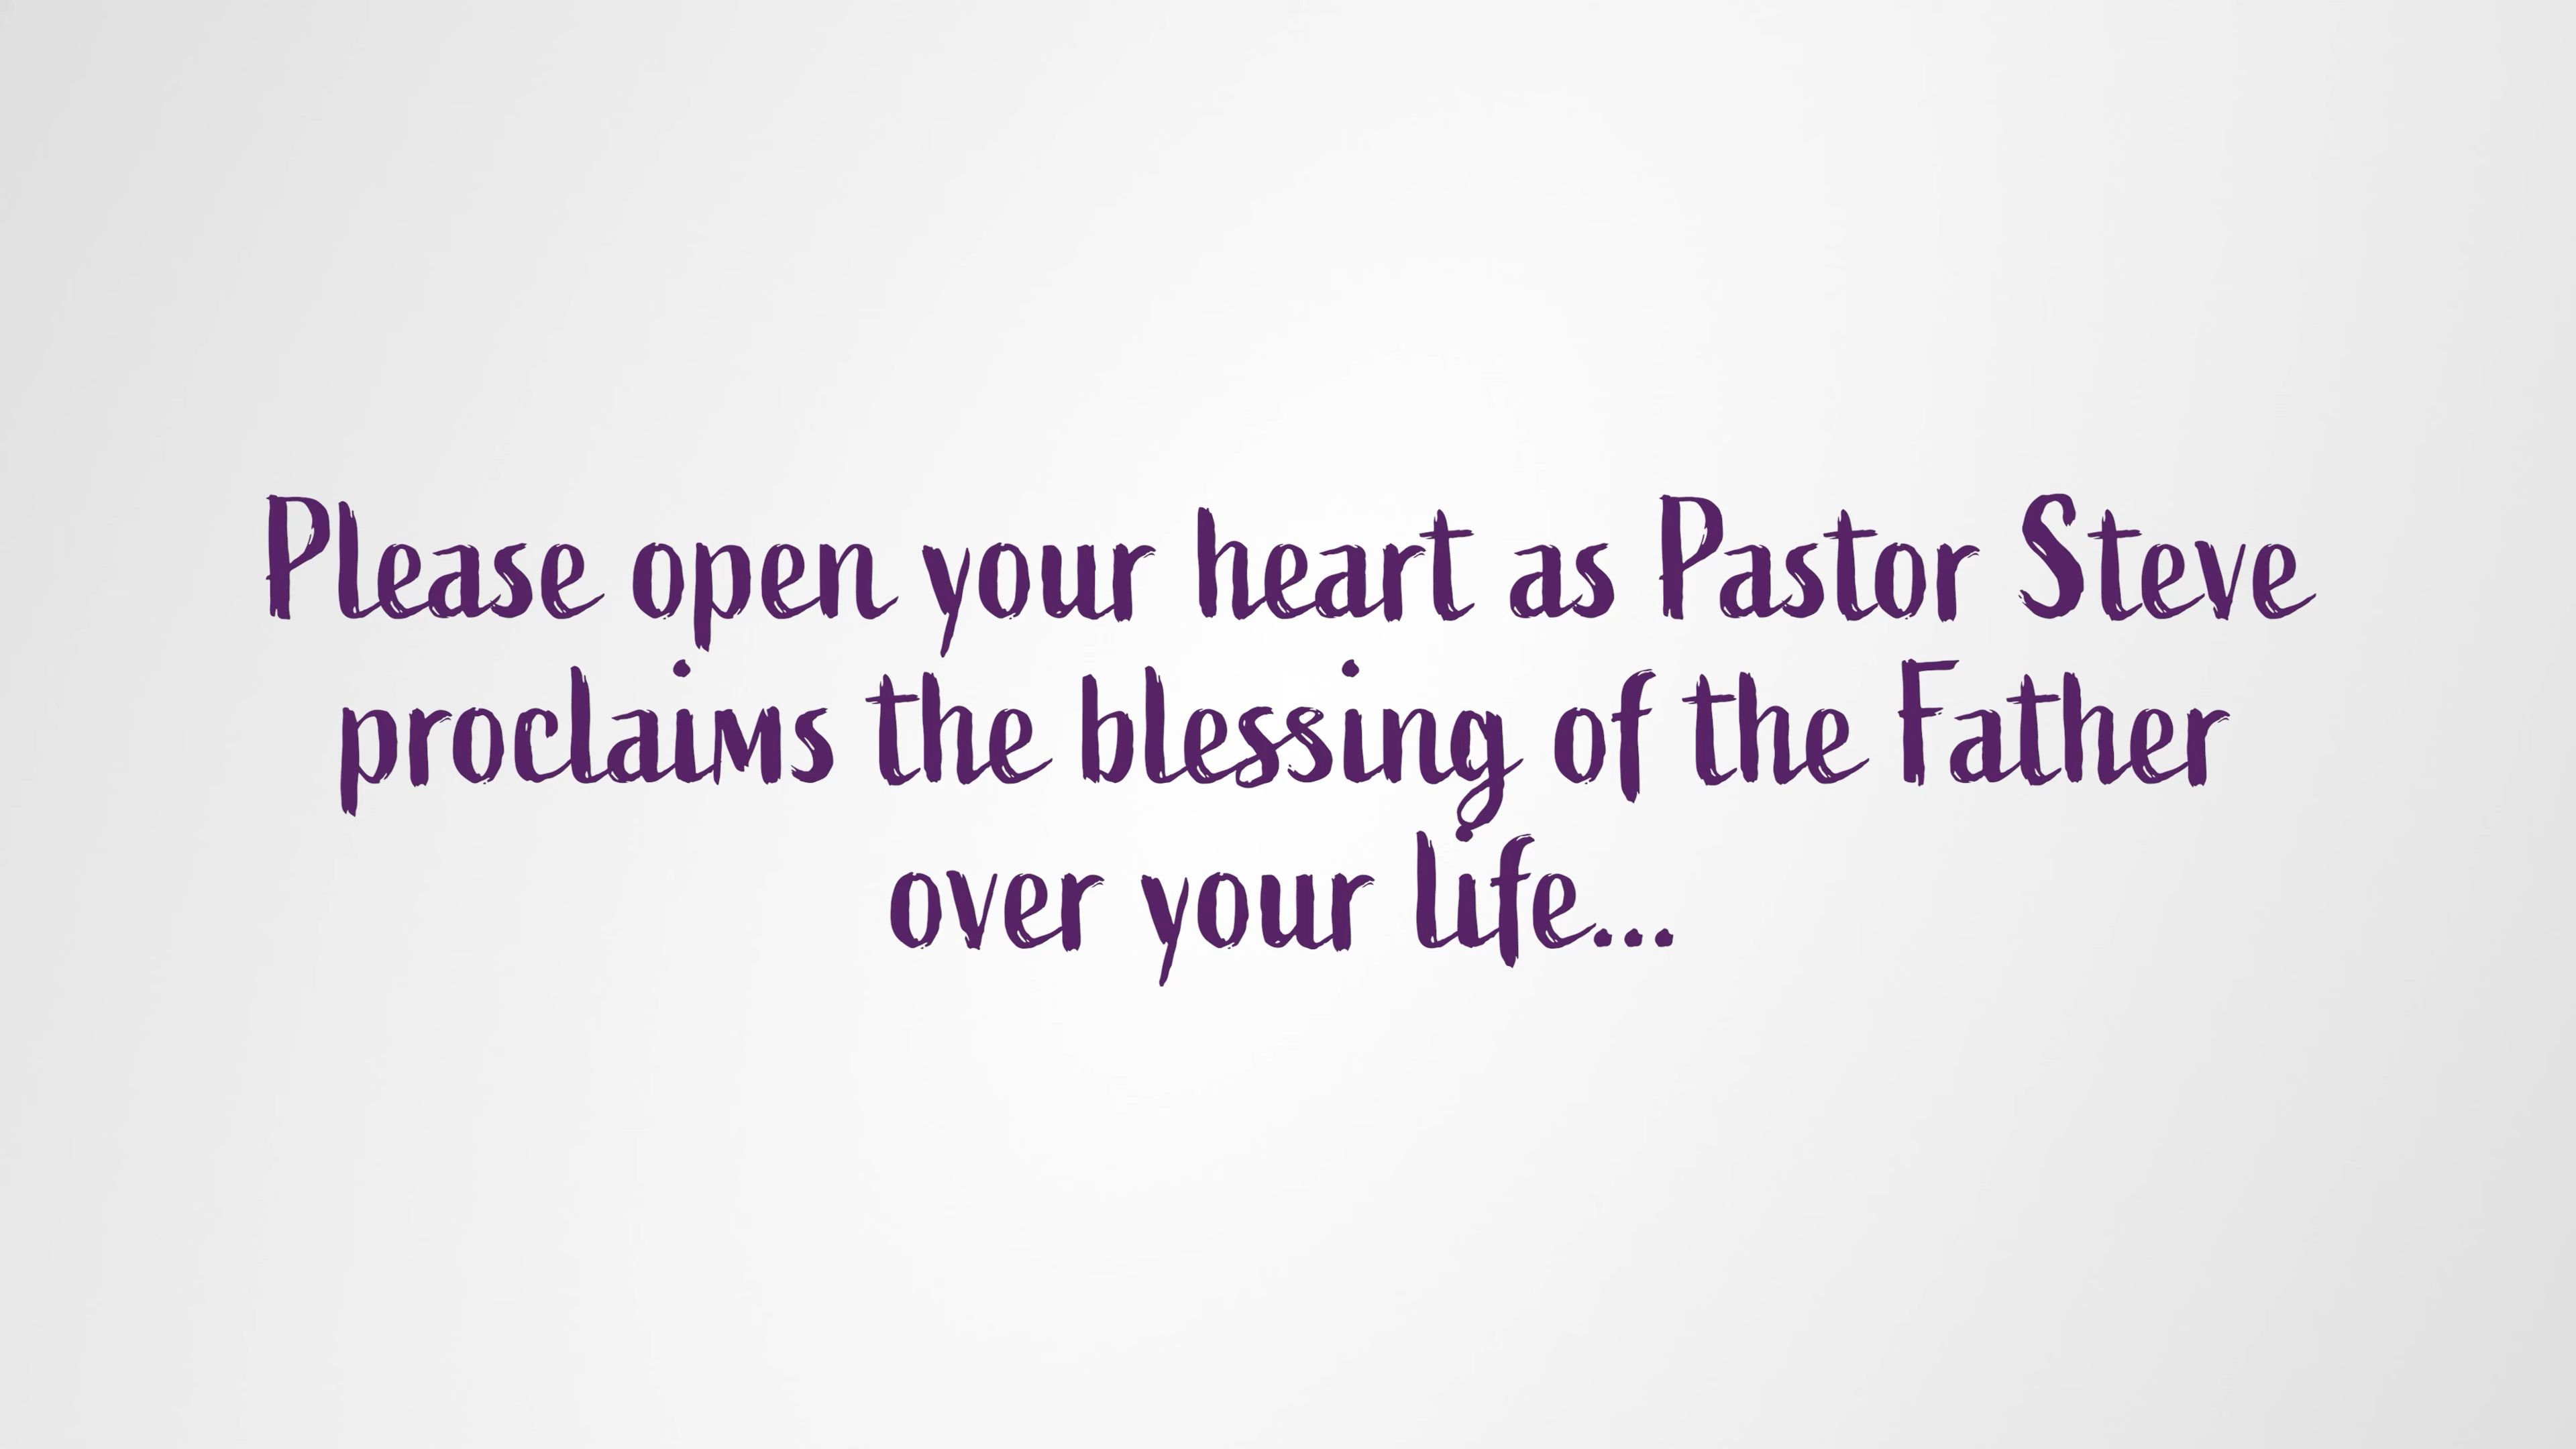 Please open your heart as Pastor Steve
proclaims the blessing of the Father
over your life...